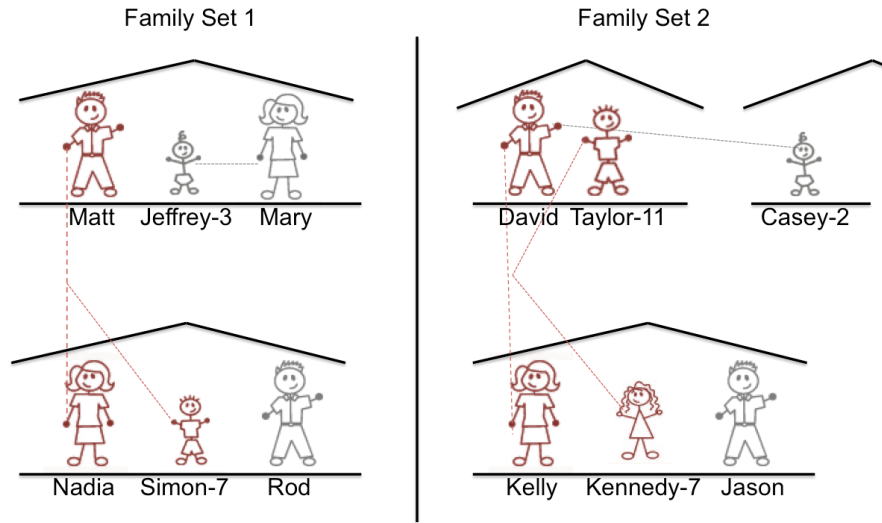 Family Set 1
Family Set 2
Matt Jeffrey-3 Mary
David Taylor-11 Casey-2
Nadia Simon-7 Rod
Kelly Kennedy-7 Jason